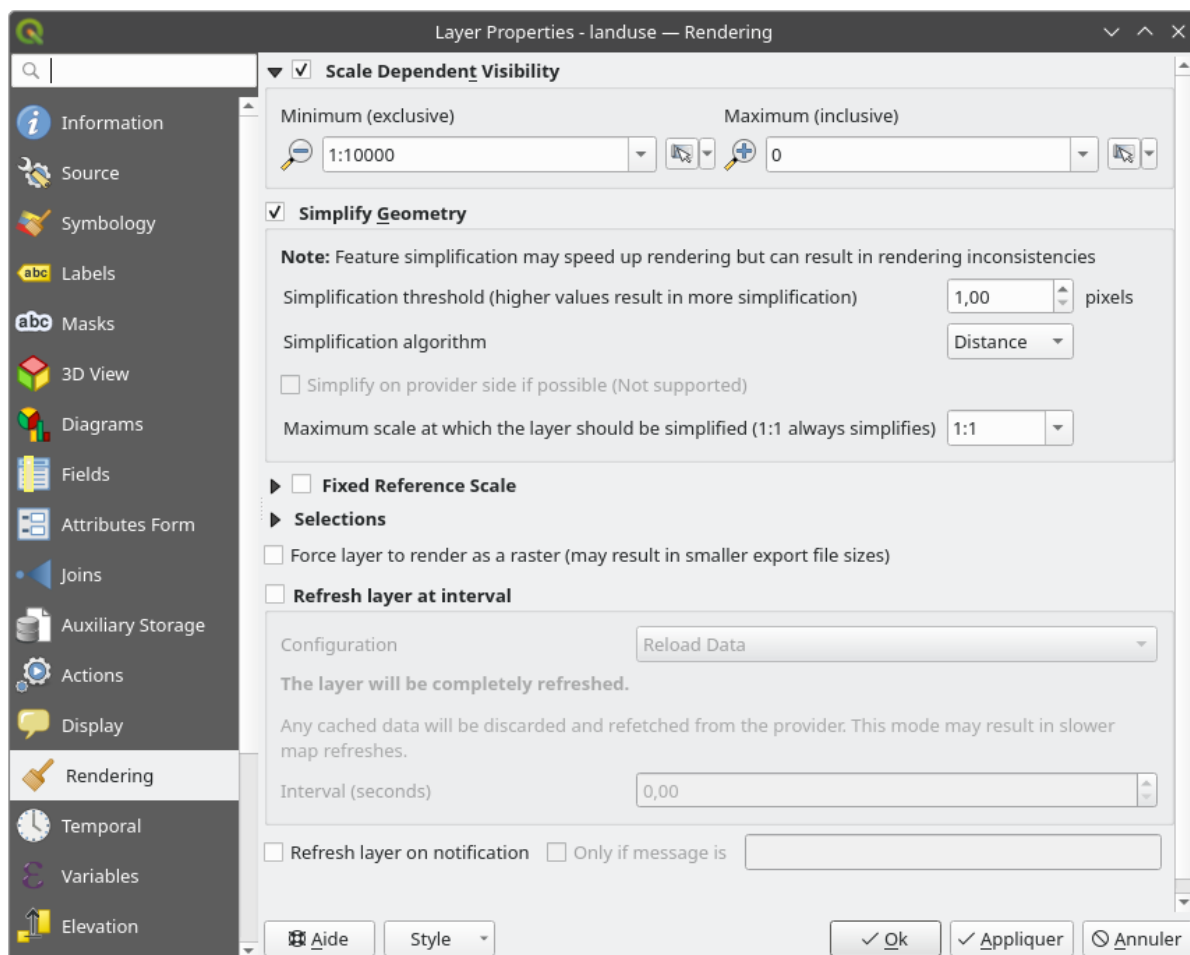 Layer Properties - landuse — Rendering
Information
Source
Symbology
abc Labels
abc Masks
3D View
Diagrams
Fields
Attributes Form
Joins
Auxiliary Storage
Actions
Display
Rendering
Temporal
Variables
Elevation
Scale Dependent Visibility
Minimum (exclusive) Maximum (inclusive)
1:10000 0
Simplify Geometry
Note: Feature simplification may speed up rendering but can result in rendering inconsistencies
Simplification threshold (higher values result in more simplification) 1,00 pixels
Simplification algorithm Distance
Simplify on provider side if possible (Not supported)
Maximum scale at which the layer should be simplified (1:1 always simplifies) 1:1
Fixed Reference Scale
Selections
Force layer to render as a raster (may result in smaller export file sizes)
Refresh layer at interval
Configuration Reload Data
The layer will be completely refreshed.
Any cached data will be discarded and refetched from the provider. This mode may result in slower
map refreshes.
Interval (seconds) 0,00
Refresh layer on notification Only if message is
Aide Style Ok Appliquer Annuler